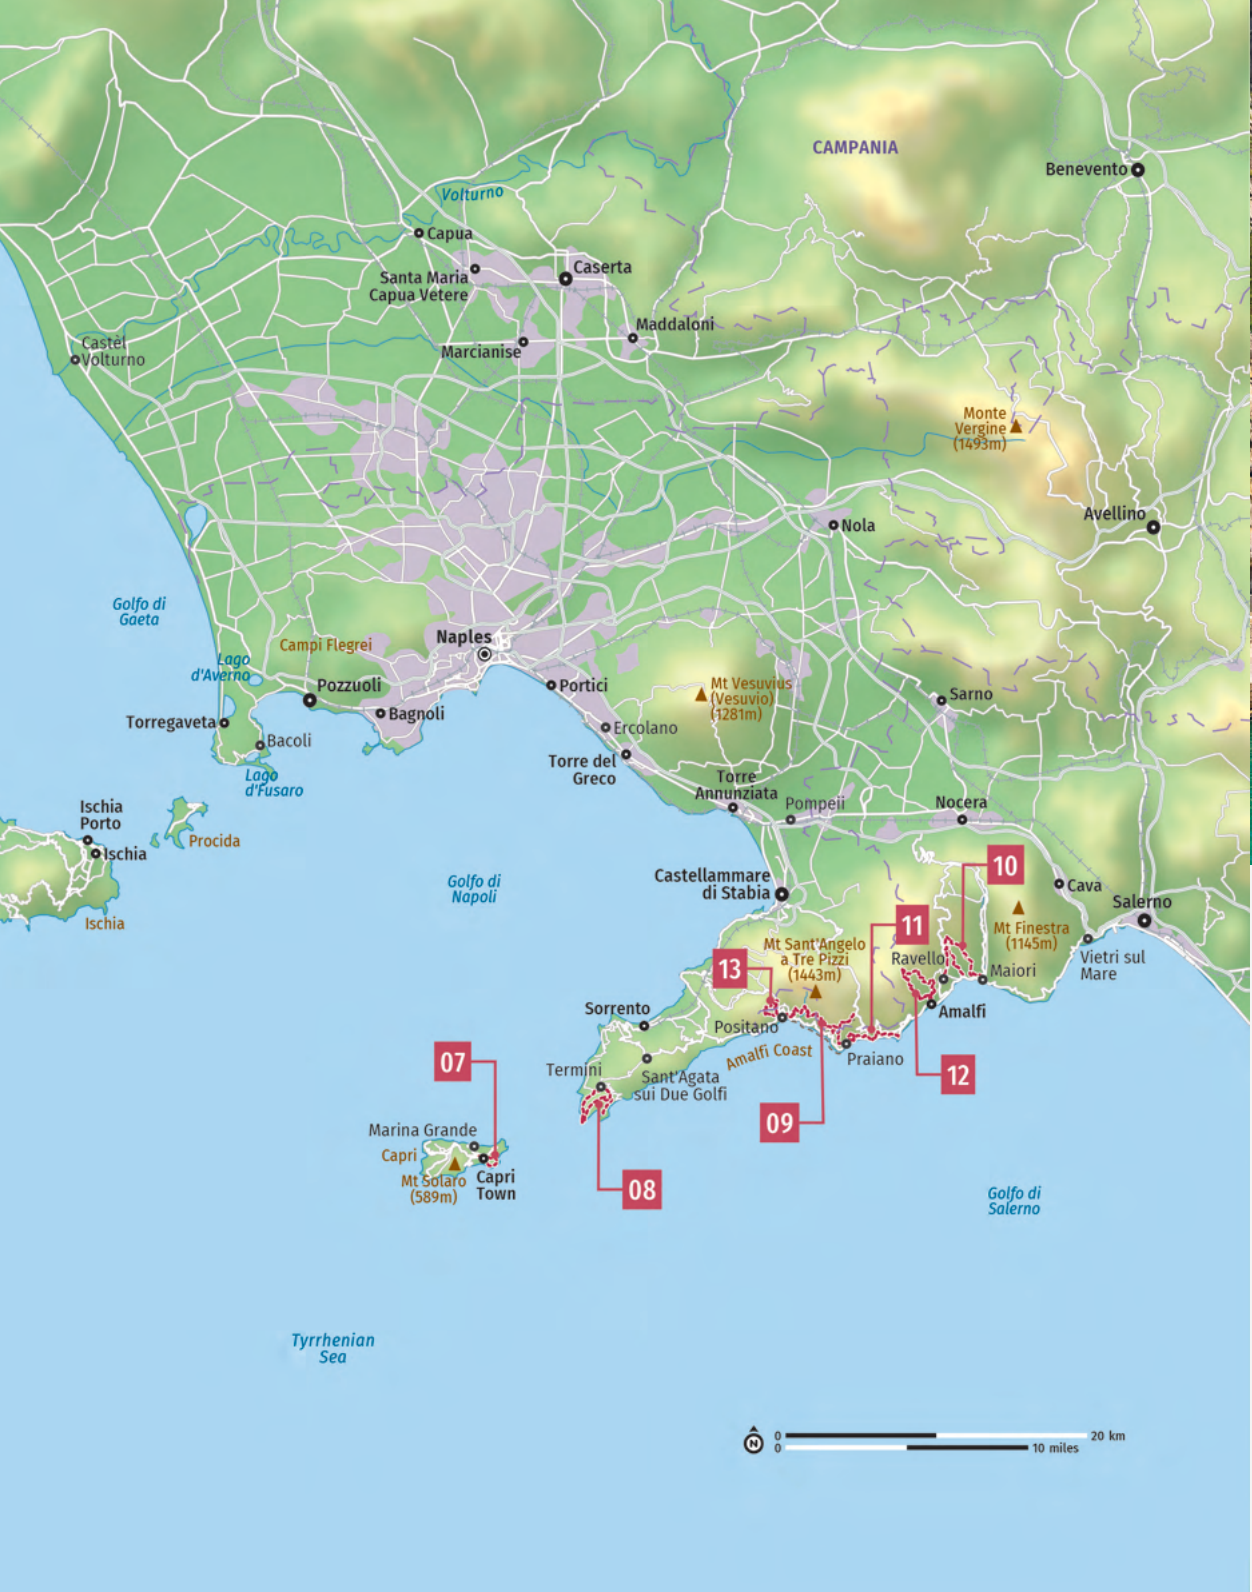 CAMPANIA
Benevento
Volturno
Capua
Caserta
Santa Maria
Capua Vetere
Maddaloni
Castel
Volturno
Marcianise
Monte
Vergine
(1493m)
Avellino
Nola
Golfo di
Gaeta
Campi Flegrei
Naples
Lago
d'Averno
Pozzuoli
Portici
Mt Vesuvius
(Vesuvio)
(1281m)
Sarno
Torregaveta
Bagnoli
Ercolano
Bacoli
Torre del
Greco
Lago
d'Fusaro
Torre
Annunziata
Pompeii
Nocera
Ischia
Porto
Procida
Ischia
10
Golfo di
Napoli
Castellammare
di Stabia
Cava
Salerno
Ischia
11
Mt Finestra
(1145m)
Mt Sant'Angelo
a Tre Pizzi
(1443m)
Ravello
Vietri sul
Mare
13
Maiori
Sorrento
Positano
Amalfi
Amalfi Coast
Praiano
07
Termini
Sant'Agata
sui Due Golfi
12
09
Marina Grande
Capri
Mt Solaro
(589m)
Capri
Town
08
Golfo di
Salerno
Tyrrhenian
Sea
N
0 20 km
0 10 miles